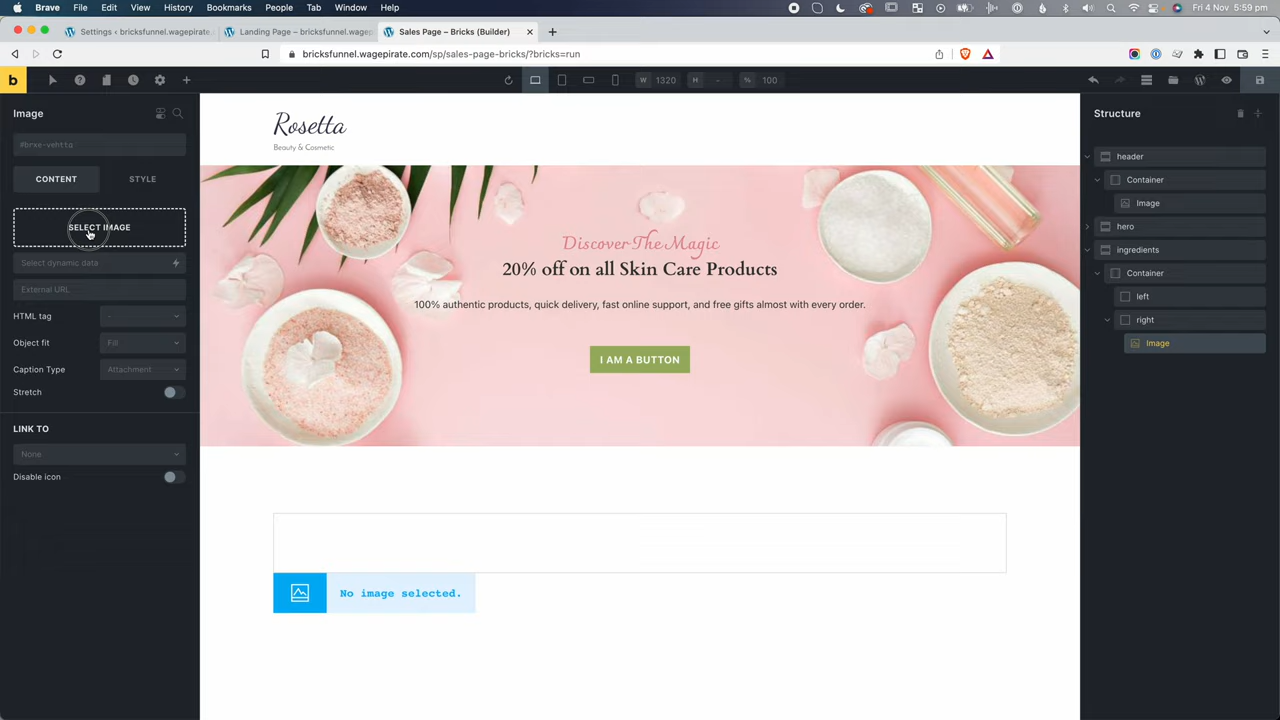 Brave File Edit View History Bookmarks People Tab Window Help Fri 4 Nov 5:59 pm
Settings ‹ bricksfunnel.wagepirate. Landing Page – bricksfunnel.wagep Sales Page – Bricks (Builder)
bricksfunnel.wagepirate.com/sp/sales-page-bricks/?bricks=run
b W 1320 H - % 100
Image
#brxe-vehtta
CONTENT STYLE
SELECT IMAGE
Select dynamic data
External URL
HTML tag -
Object fit Fill
Caption Type Attachment
Stretch
LINK TO
None
Disable icon
Rosetta
Beauty & Cosmetic
Discover The Magic
20% off on all Skin Care Products
100% authentic products, quick delivery, fast online support, and free gifts almost with every order.
I AM A BUTTON
No image selected.
Structure
header
Container
Image
hero
ingredients
Container
left
right
Image